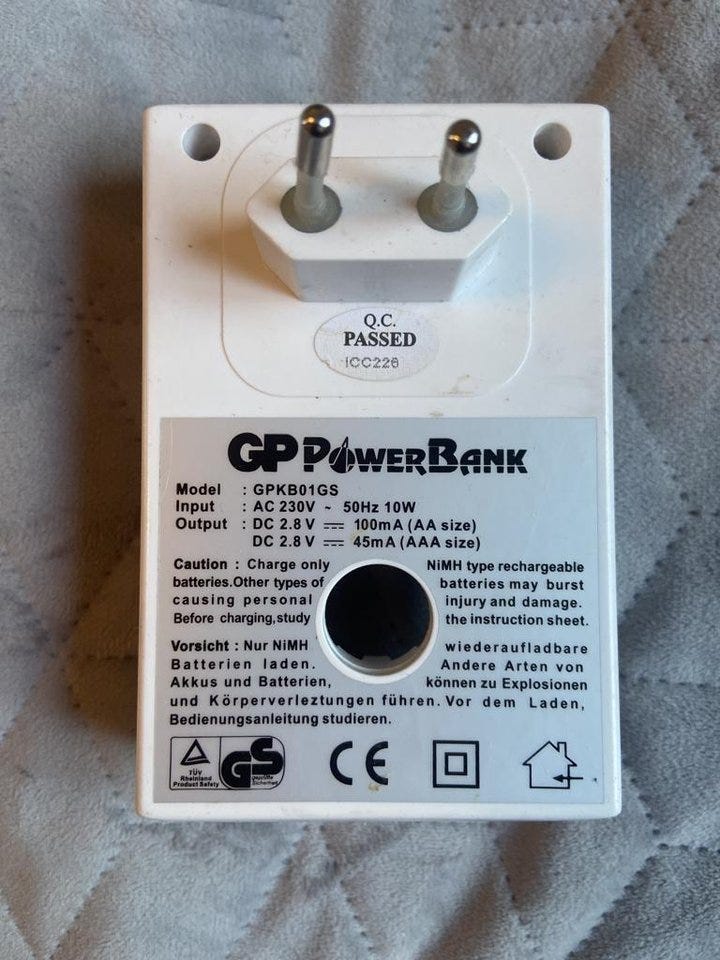 Q.C.
PASSED
ICC226
GP POWERBANK
Model : GPKB01GS
Input : AC 230V ~ 50Hz 10W
Output : DC 2.8 V ⎓ 100mA (AA size)
DC 2.8 V ⎓ 45mA (AAA size)
Caution : Charge only NiMH type rechargeable
batteries.Other types of batteries may burst
causing personal injury and damage.
Before charging,study the instruction sheet.
Vorsicht : Nur NiMH wiederaufladbare
Batterien laden. Andere Arten von
Akkus und Batterien, können zu Explosionen
und Körperverleztungen führen. Vor dem Laden,
Bedienungsanleitung studieren.
TÜV
Rheinland
Product Safety
GS
geprüfte
Sicherheit
CE